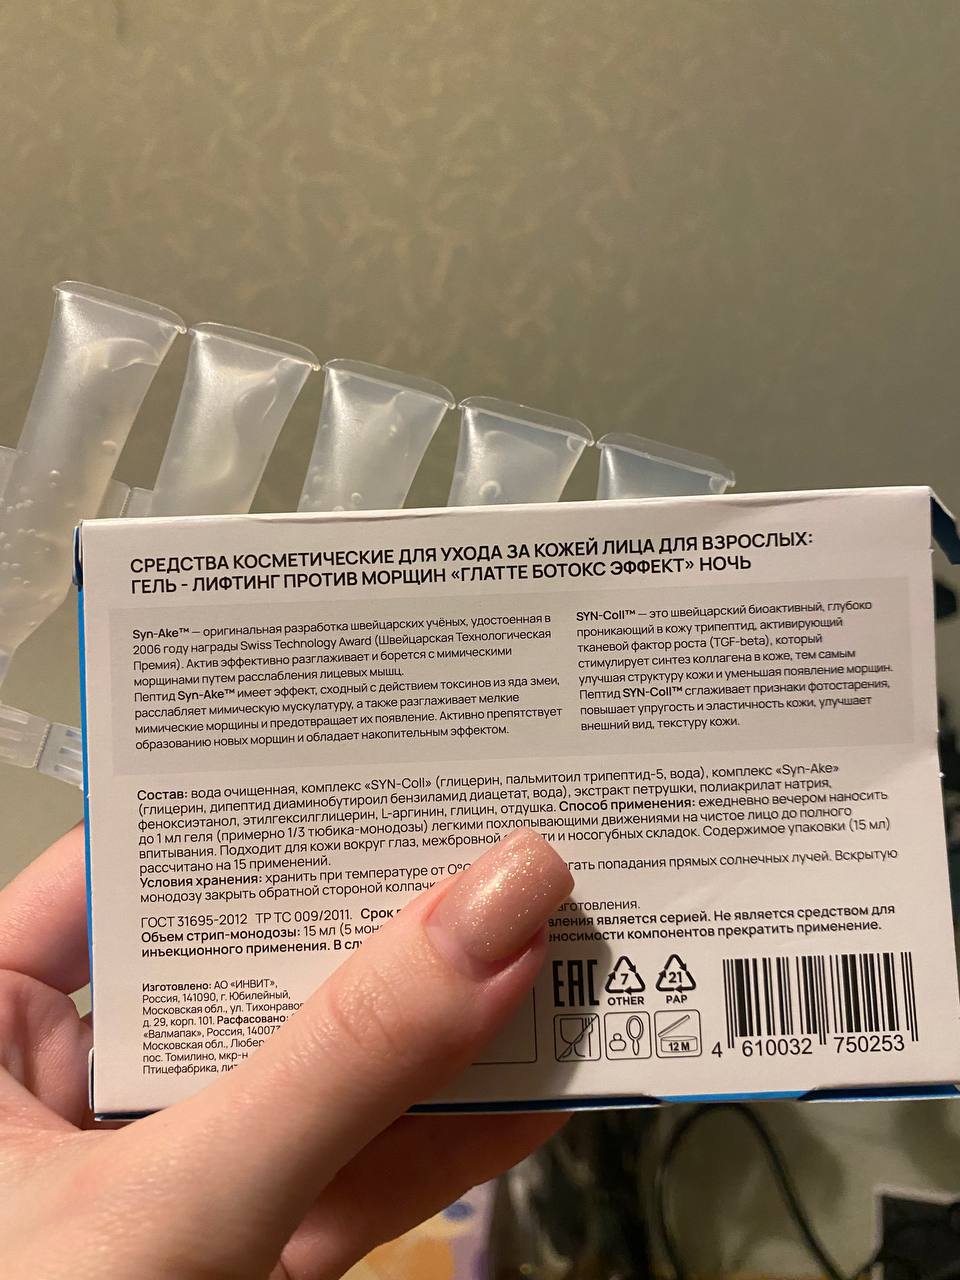 СРЕДСТВА КОСМЕТИЧЕСКИЕ ДЛЯ УХОДА ЗА КОЖЕЙ ЛИЦА ДЛЯ ВЗРОСЛЫХ:
ГЕЛЬ - ЛИФТИНГ ПРОТИВ МОРЩИН «ГЛАТТЕ БОТОКС ЭФФЕКТ» НОЧЬ
Syn-Ake™ — оригинальная разработка швейцарских учёных, удостоенная в
2006 году награды Swiss Technology Award (Швейцарская Технологическая
Премия). Актив эффективно разглаживает и борется с мимическими
морщинами путем расслабления лицевых мышц.
Пептид Syn-Ake™ имеет эффект, сходный с действием токсинов из яда змеи,
расслабляет мимическую мускулатуру, а также разглаживает мелкие
мимические морщины и предотвращает их появление. Активно препятствует
образованию новых морщин и обладает накопительным эффектом.
SYN-Coll™ — это швейцарский биоактивный, глубоко
проникающий в кожу трипептид, активирующий
тканевой фактор роста (TGF-beta), который
стимулирует синтез коллагена в коже, тем самым
улучшая структуру кожи и уменьшая появление морщин.
Пептид SYN-Coll™ сглаживает признаки фотостарения,
повышает упругость и эластичность кожи, улучшает
внешний вид, текстуру кожи.
Состав: вода очищенная, комплекс «SYN-Coll» (глицерин, пальмитоил трипептид-5, вода), комплекс «Syn-Ake»
(глицерин, дипептид диаминобутироил бензиламид диацетат, вода), экстракт петрушки, полиакрилат натрия,
феноксиэтанол, этилгексилглицерин, L-аргинин, глицин, отдушка. Способ применения: ежедневно вечером наносить
до 1 мл геля (примерно 1/3 тюбика-монодозы) легкими похлопывающими движениями на чистое лицо до полного
впитывания. Подходит для кожи вокруг глаз, межбровной и носогубных складок. Содержимое упаковки (15 мл)
рассчитано на 15 применений.
Условия хранения: хранить при температуре от 0°C попадания прямых солнечных лучей. Вскрытую
монодозу закрыть обратной стороной
ГОСТ 31695-2012 ТР ТС 009/2011. Срок
Объем стрип-монодозы: 15 мл (5 является серией. Не является средством для
инъекционного применения. В компонентов прекратить применение.
Изготовлено: АО «ИНВИТ»,
Россия, 141090, г. Юбилейный,
Московская обл., ул.
д. 29, корп. 101. Расфасовано:
«Валмапак», Россия,
Московская обл.,
пос. Томилино, мкр-н
Птицефабрика,
EAC
7
OTHER
21
PAP
12 M
4 610032 750253